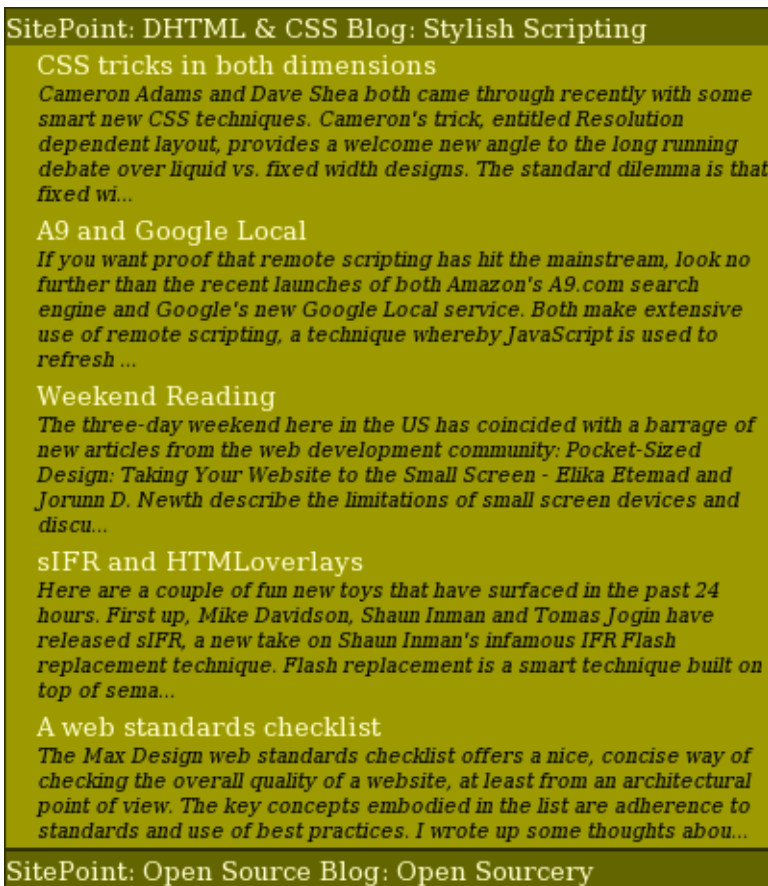 SitePoint: DHTML & CSS Blog: Stylish Scripting
CSS tricks in both dimensions
Cameron Adams and Dave Shea both came through recently with some
smart new CSS techniques. Cameron's trick, entitled Resolution
dependent layout, provides a welcome new angle to the long running
debate over liquid vs. fixed width designs. The standard dilemma is that
fixed wi...
A9 and Google Local
If you want proof that remote scripting has hit the mainstream, look no
further than the recent launches of both Amazon's A9.com search
engine and Google's new Google Local service. Both make extensive
use of remote scripting, a technique whereby JavaScript is used to
refresh ...
Weekend Reading
The three-day weekend here in the US has coincided with a barrage of
new articles from the web development community: Pocket-Sized
Design: Taking Your Website to the Small Screen - Elika Etemad and
Jorunn D. Newth describe the limitations of small screen devices and
discu...
sIFR and HTMLoverlays
Here are a couple of fun new toys that have surfaced in the past 24
hours. First up, Mike Davidson, Shaun Inman and Tomas Jogin have
released sIFR, a new take on Shaun Inman's infamous IFR Flash
replacement technique. Flash replacement is a smart technique built on
top of sema...
A web standards checklist
The Max Design web standards checklist offers a nice, concise way of
checking the overall quality of a website, at least from an architectural
point of view. The key concepts embodied in the list are adherence to
standards and use of best practices. I wrote up some thoughts abou...
SitePoint: Open Source Blog: Open Sourcery